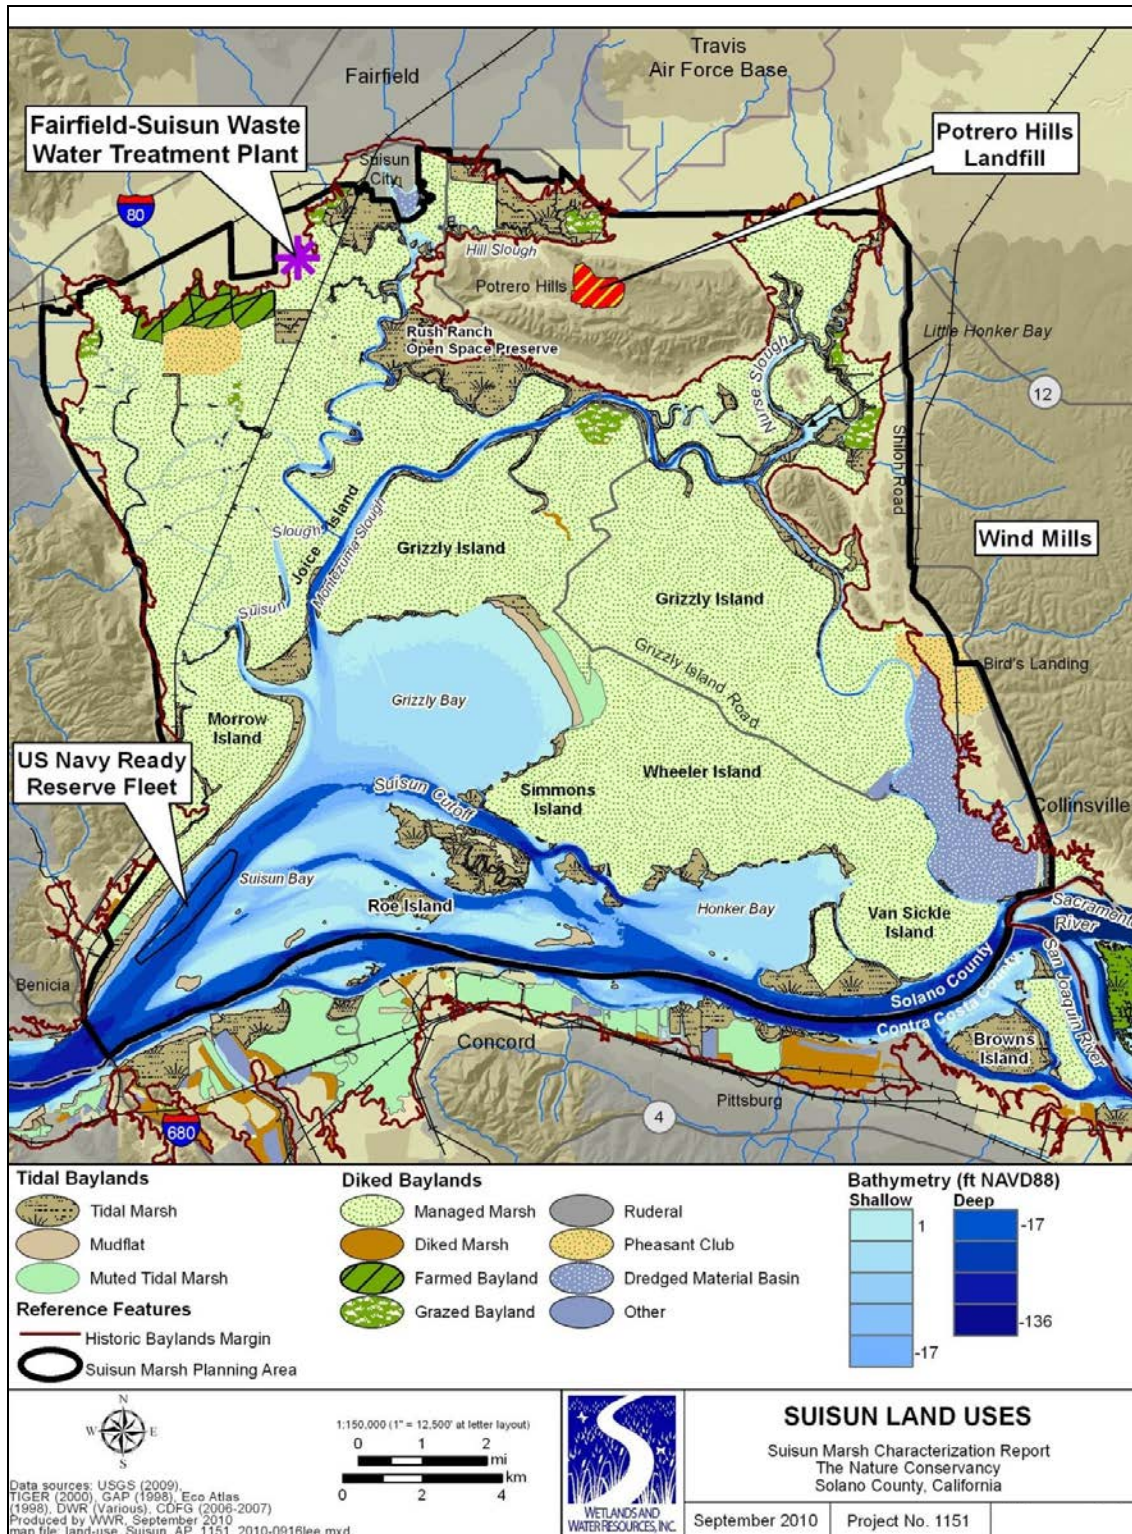 Travis
Air Force Base
Fairfield
Fairfield-Suisun Waste
Water Treatment Plant
Potrero Hills
Landfill
Suisun
City
80
Hill Slough
Potrero Hills
Rush Ranch
Open Space Preserve
Little Honker Bay
Nurse Slough
12
Shiloh Road
Wind Mills
Joice Island
Montezuma Slough
Suisun Slough
Grizzly Island
Grizzly Island
Grizzly Island Road
Bird's Landing
Grizzly Bay
Morrow
Island
US Navy Ready
Reserve Fleet
Suisun Cutoff
Simmons
Island
Wheeler Island
Collinsville
Suisun Bay
Roe Island
Honker Bay
Van Sickle
Island
Sacramento
River
San Joaquin River
Solano County
Contra Costa County
Benicia
Concord
Browns
Island
Pittsburg
4
680
Tidal Baylands
Tidal Marsh
Mudflat
Muted Tidal Marsh
Reference Features
Historic Baylands Margin
Suisun Marsh Planning Area
Diked Baylands
Managed Marsh
Diked Marsh
Farmed Bayland
Grazed Bayland
Ruderal
Pheasant Club
Dredged Material Basin
Other
Bathymetry (ft NAVD88)
Shallow Deep
1 -17
-136
-17
N
W E
S
1:150,000 (1" = 12,500' at letter layout)
0 1 2
mi
km
0 2 4
Data sources: USGS (2009),
TIGER (2000), GAP (1998), Eco Atlas
(1998), DWR (Various), CDFG (2006-2007)
Produced by WWR, September 2010
map file: land-use_Suisun_AP_1151_2010-0916lee.mxd
WETLANDS AND
WATER RESOURCES, INC.
SUISUN LAND USES
Suisun Marsh Characterization Report
The Nature Conservancy
Solano County, California
September 2010 Project No. 1151